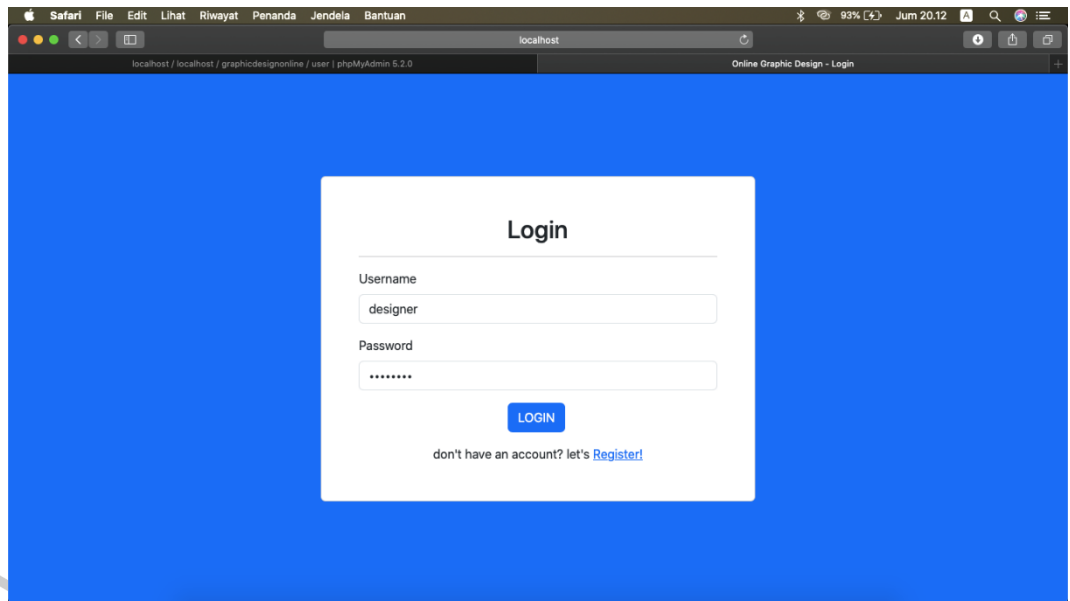 Safari File Edit Lihat Riwayat Penanda Jendela Bantuan 93% Jum 20.12 A
localhost
localhost / localhost / graphicdesignonline / user | phpMyAdmin 5.2.0 Online Graphic Design - Login
Login
Username
designer
Password
••••••••
LOGIN
don't have an account? let's Register!